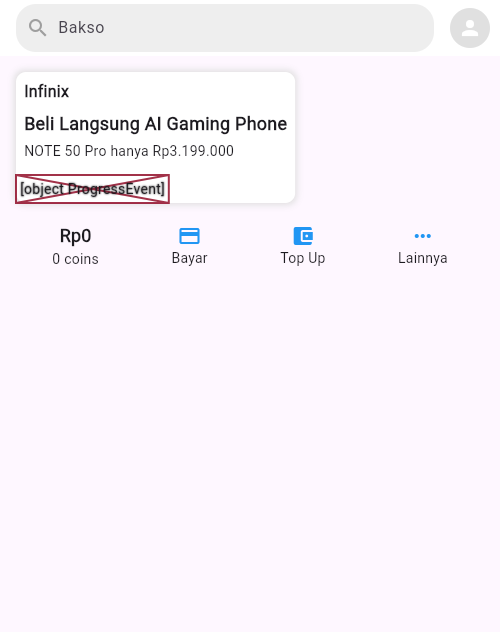 Bakso
Infinix
Beli Langsung AI Gaming Phone
NOTE 50 Pro hanya Rp3.199.000
[object ProgressEvent]
Rp0
0 coins
Bayar
Top Up
Lainnya